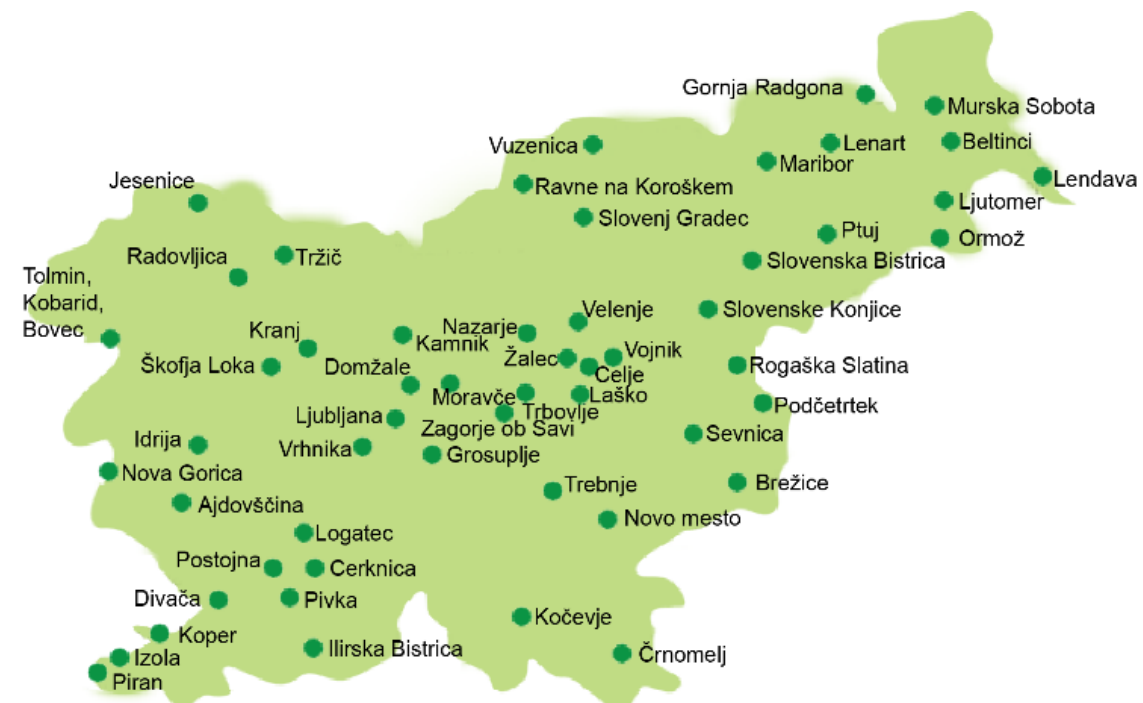 Gornja Radgona
Murska Sobota
Vuzenica
Lenart
Beltinci
Maribor
Jesenice
Ravne na Koroškem
Lendava
Slovenj Gradec
Ljutomer
Ptuj
Ormož
Radovljica
Tržič
Slovenska Bistrica
Tolmin,
Kobarid,
Bovec
Velenje
Slovenske Konjice
Kranj
Nazarje
Kamnik
Žalec
Vojnik
Škofja Loka
Domžale
Celje
Rogaška Slatina
Moravče
Laško
Podčetrtek
Ljubljana
Trbovlje
Zagorje ob Savi
Sevnica
Idrija
Vrhnika
Grosuplje
Nova Gorica
Trebnje
Brežice
Ajdovščina
Novo mesto
Logatec
Postojna
Cerknica
Divača
Pivka
Kočevje
Koper
Ilirska Bistrica
Črnomelj
Izola
Piran